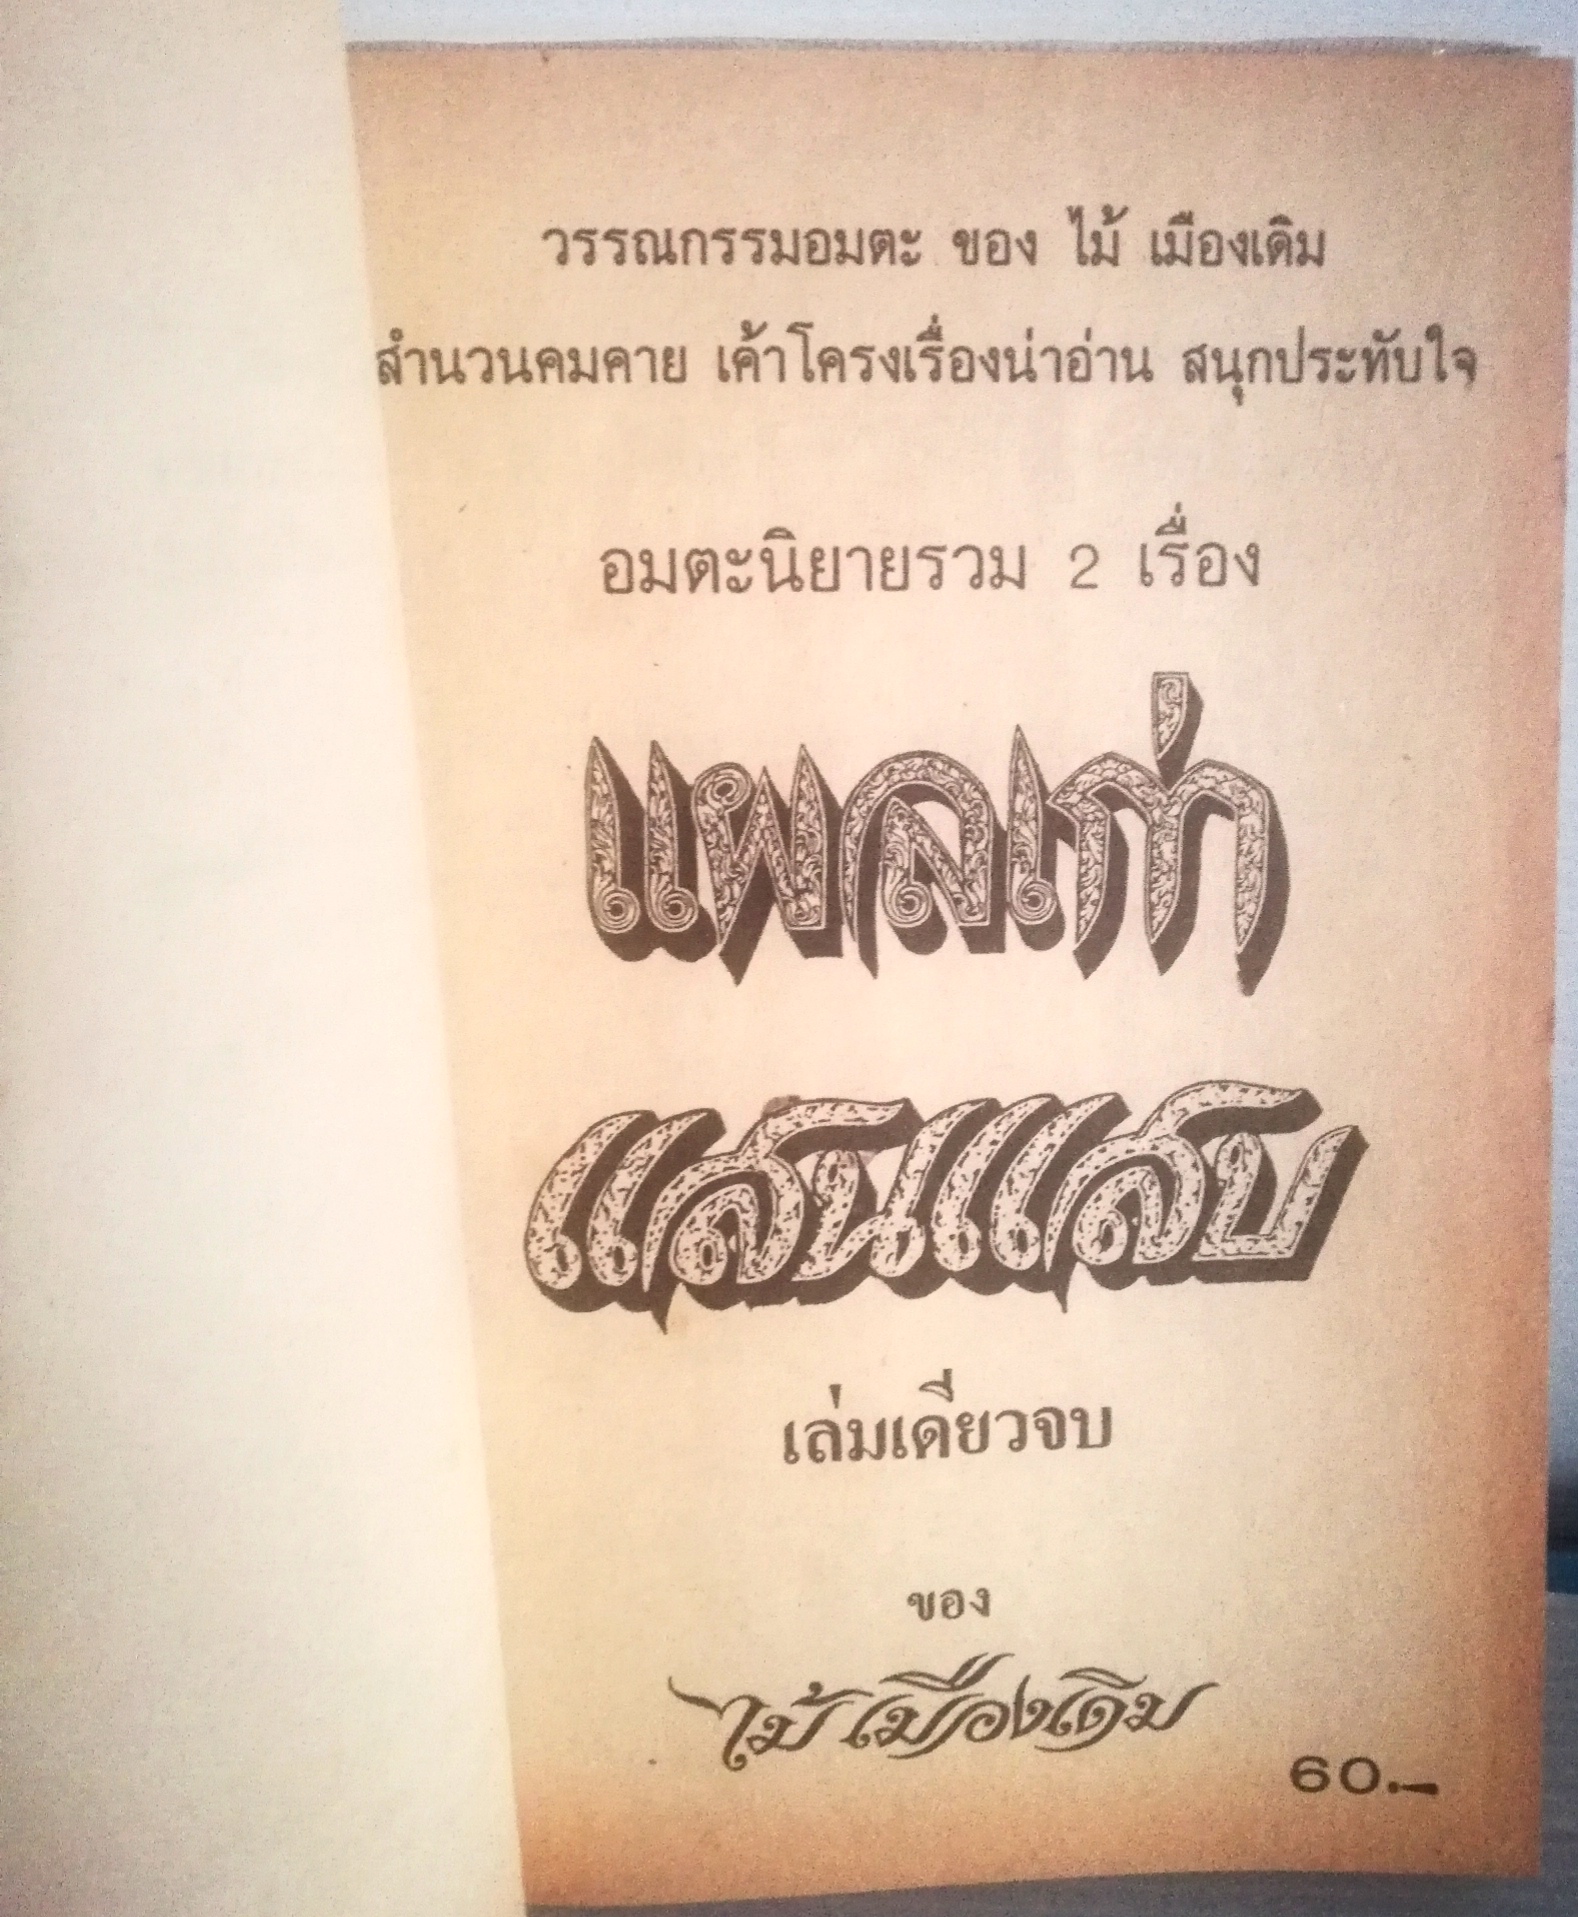 วรรณกรรมอมตะ ของ ไม้ เมืองเดิม
สำนวนคมคาย เค้าโครงเรื่องน่าอ่าน สนุกประทับใจ
อมตะนิยายรวม 2 เรื่อง
แผลเก่า
แสนแสบ
เล่มเดียวจบ
ของ
ไม้ เมืองเดิม
60.–